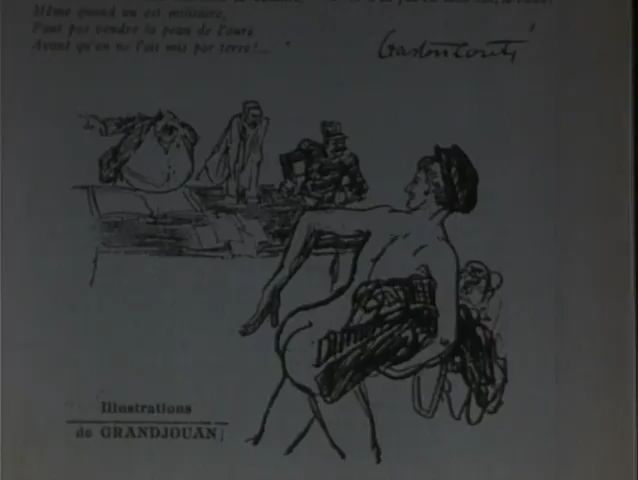 Même quand on est militaire,
Faut pas vendre la peau de l'ours
Avant qu'on ne l'ait mis par terre!...
Gaston Couté
Illustrations
de GRANDJOUAN